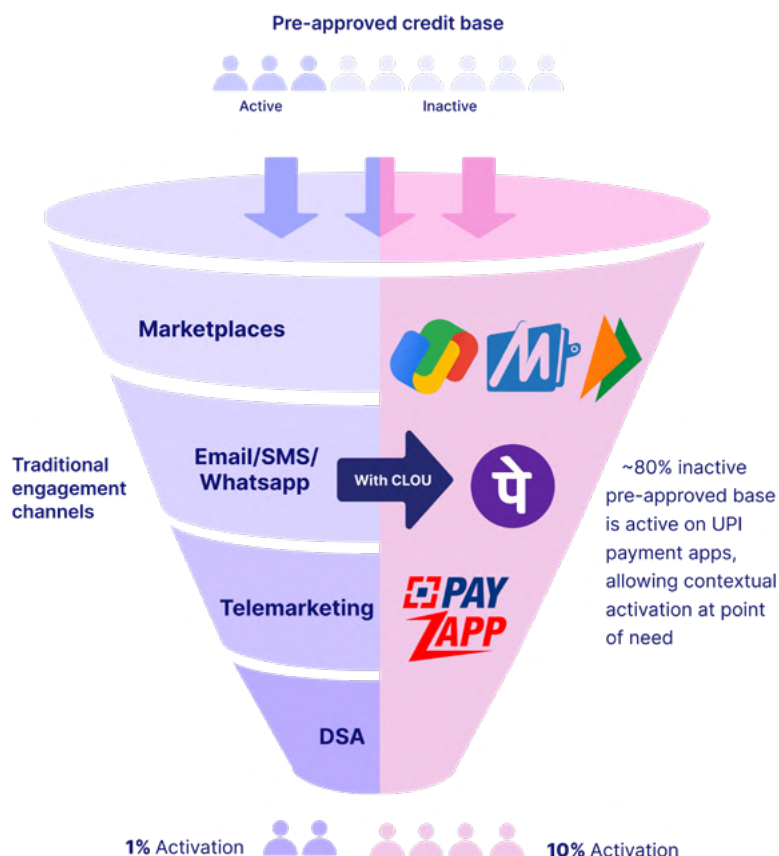 Pre-approved credit base
Active
Inactive
Marketplaces
Traditional
engagement
channels
Email/SMS/
Whatsapp
With CLOU
पे
~80% inactive
pre-approved base
is active on UPI
payment apps,
allowing contextual
activation at point
of need
Telemarketing
PAY
ZAPP
DSA
1% Activation
10% Activation